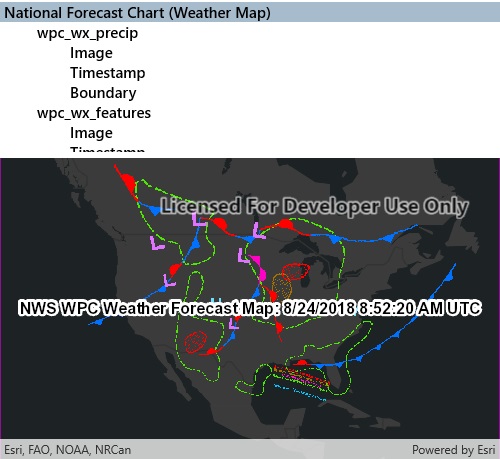 National Forecast Chart (Weather Map)
wpc_wx_precip
Image
Timestamp
Boundary
wpc_wx_features
Image
Timestamp
Licensed For Developer Use Only
NWS WPC Weather Forecast Map: 8/24/2018 8:52:20 AM UTC
Esri, FAO, NOAA, NRCan
Powered by Esri